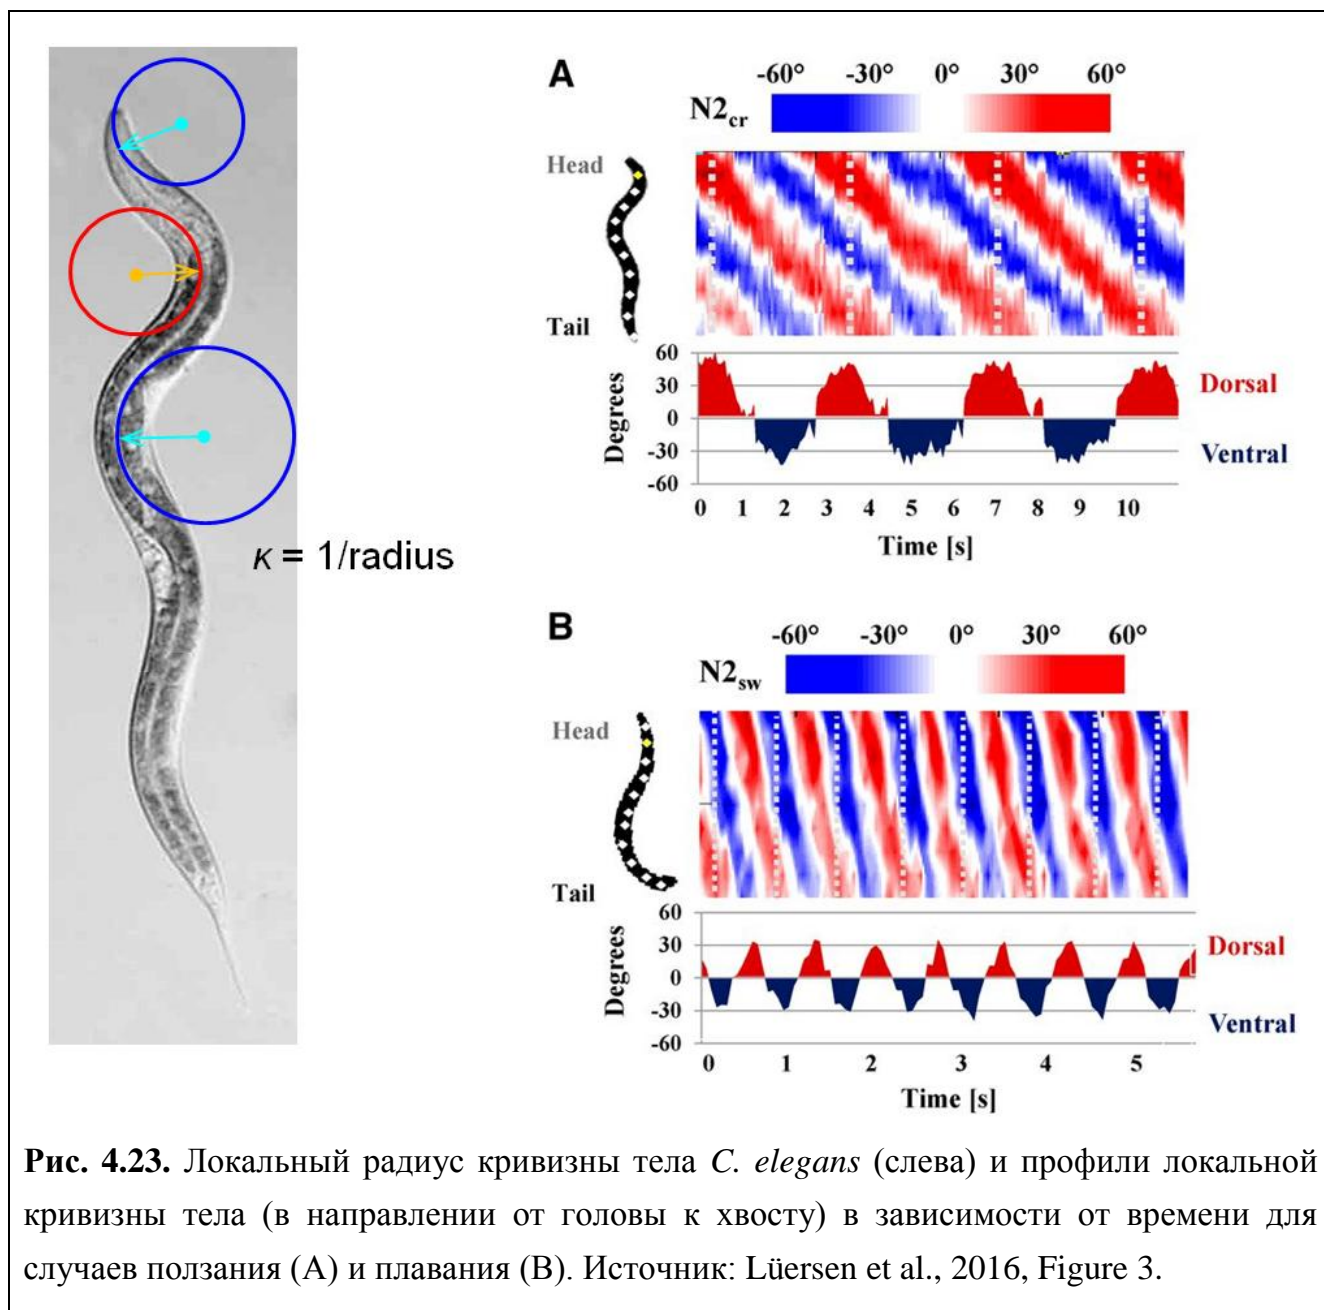 κ = 1/radius
A
-60° -30° 0° 30° 60°
N2cr
Head
Tail
60
30
0
-30
-60
Degrees
Dorsal
Ventral
0 1 2 3 4 5 6 7 8 9 10
Time [s]
B
-60° -30° 0° 30° 60°
N2sw
Head
Tail
60
30
0
-30
-60
Degrees
Dorsal
Ventral
0 1 2 3 4 5
Time [s]
Рис. 4.23. Локальный радиус кривизны тела C. elegans (слева) и профили локальной
кривизны тела (в направлении от головы к хвосту) в зависимости от времени для
случаев ползания (А) и плавания (В). Источник: Lüersen et al., 2016, Figure 3.